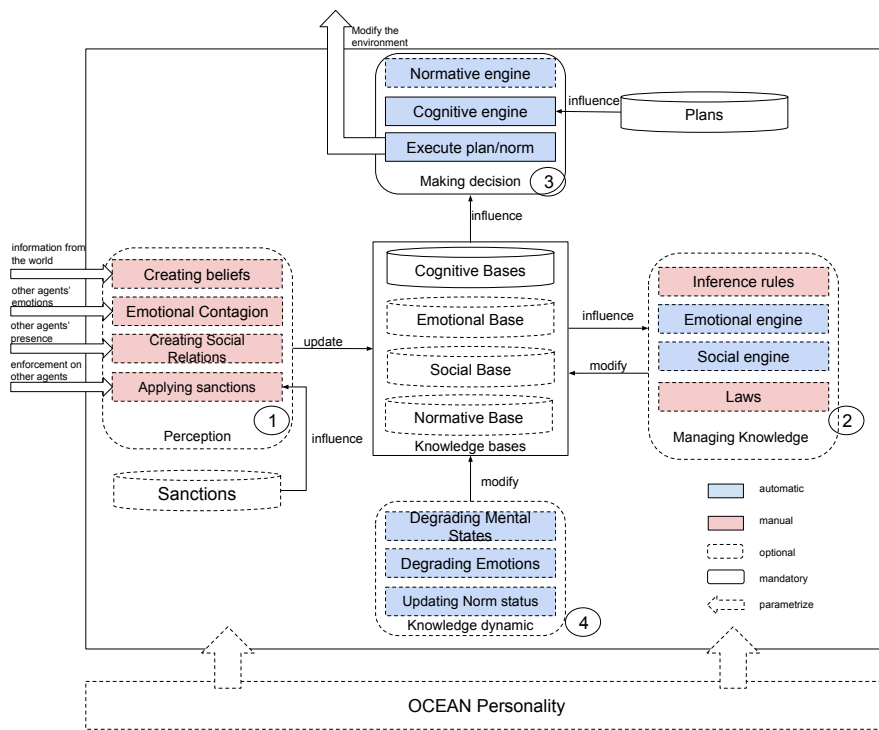 Modify the
environment
Normative engine
Cognitive engine
Execute plan/norm
Making decision
3
influence
Plans
influence
information from
the world
other agents'
emotions
other agents'
presence
enforcement on
other agents
Creating beliefs
Emotional Contagion
Creating Social
Relations
Applying sanctions
Perception
1
update
influence
Sanctions
Cognitive Bases
Emotional Base
Social Base
Normative Base
Knowledge bases
influence
modify
Inference rules
Emotional engine
Social engine
Laws
Managing Knowledge
2
modify
Degrading Mental
States
Degrading Emotions
Updating Norm status
Knowledge dynamic
4
automatic
manual
optional
mandatory
parametrize
OCEAN Personality